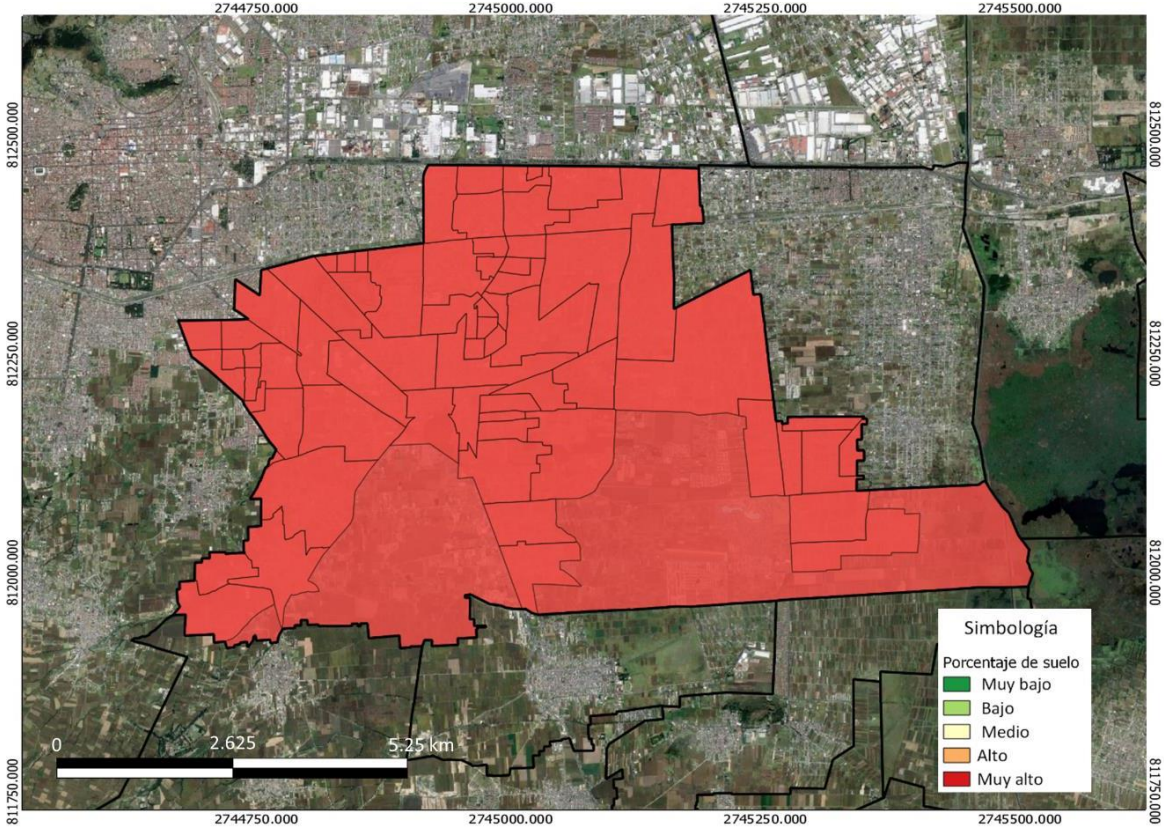 2744750.000 2745000.000 2745250.000 2745500.000
812500.000 812500.000
812250.000 812250.000
812000.000 812000.000
811750.000 811750.000
Simbología
Porcentaje de suelo
Muy bajo
Bajo
Medio
Alto
Muy alto
0 2.625 5.25 km
2744750.000 2745000.000 2745250.000 2745500.000